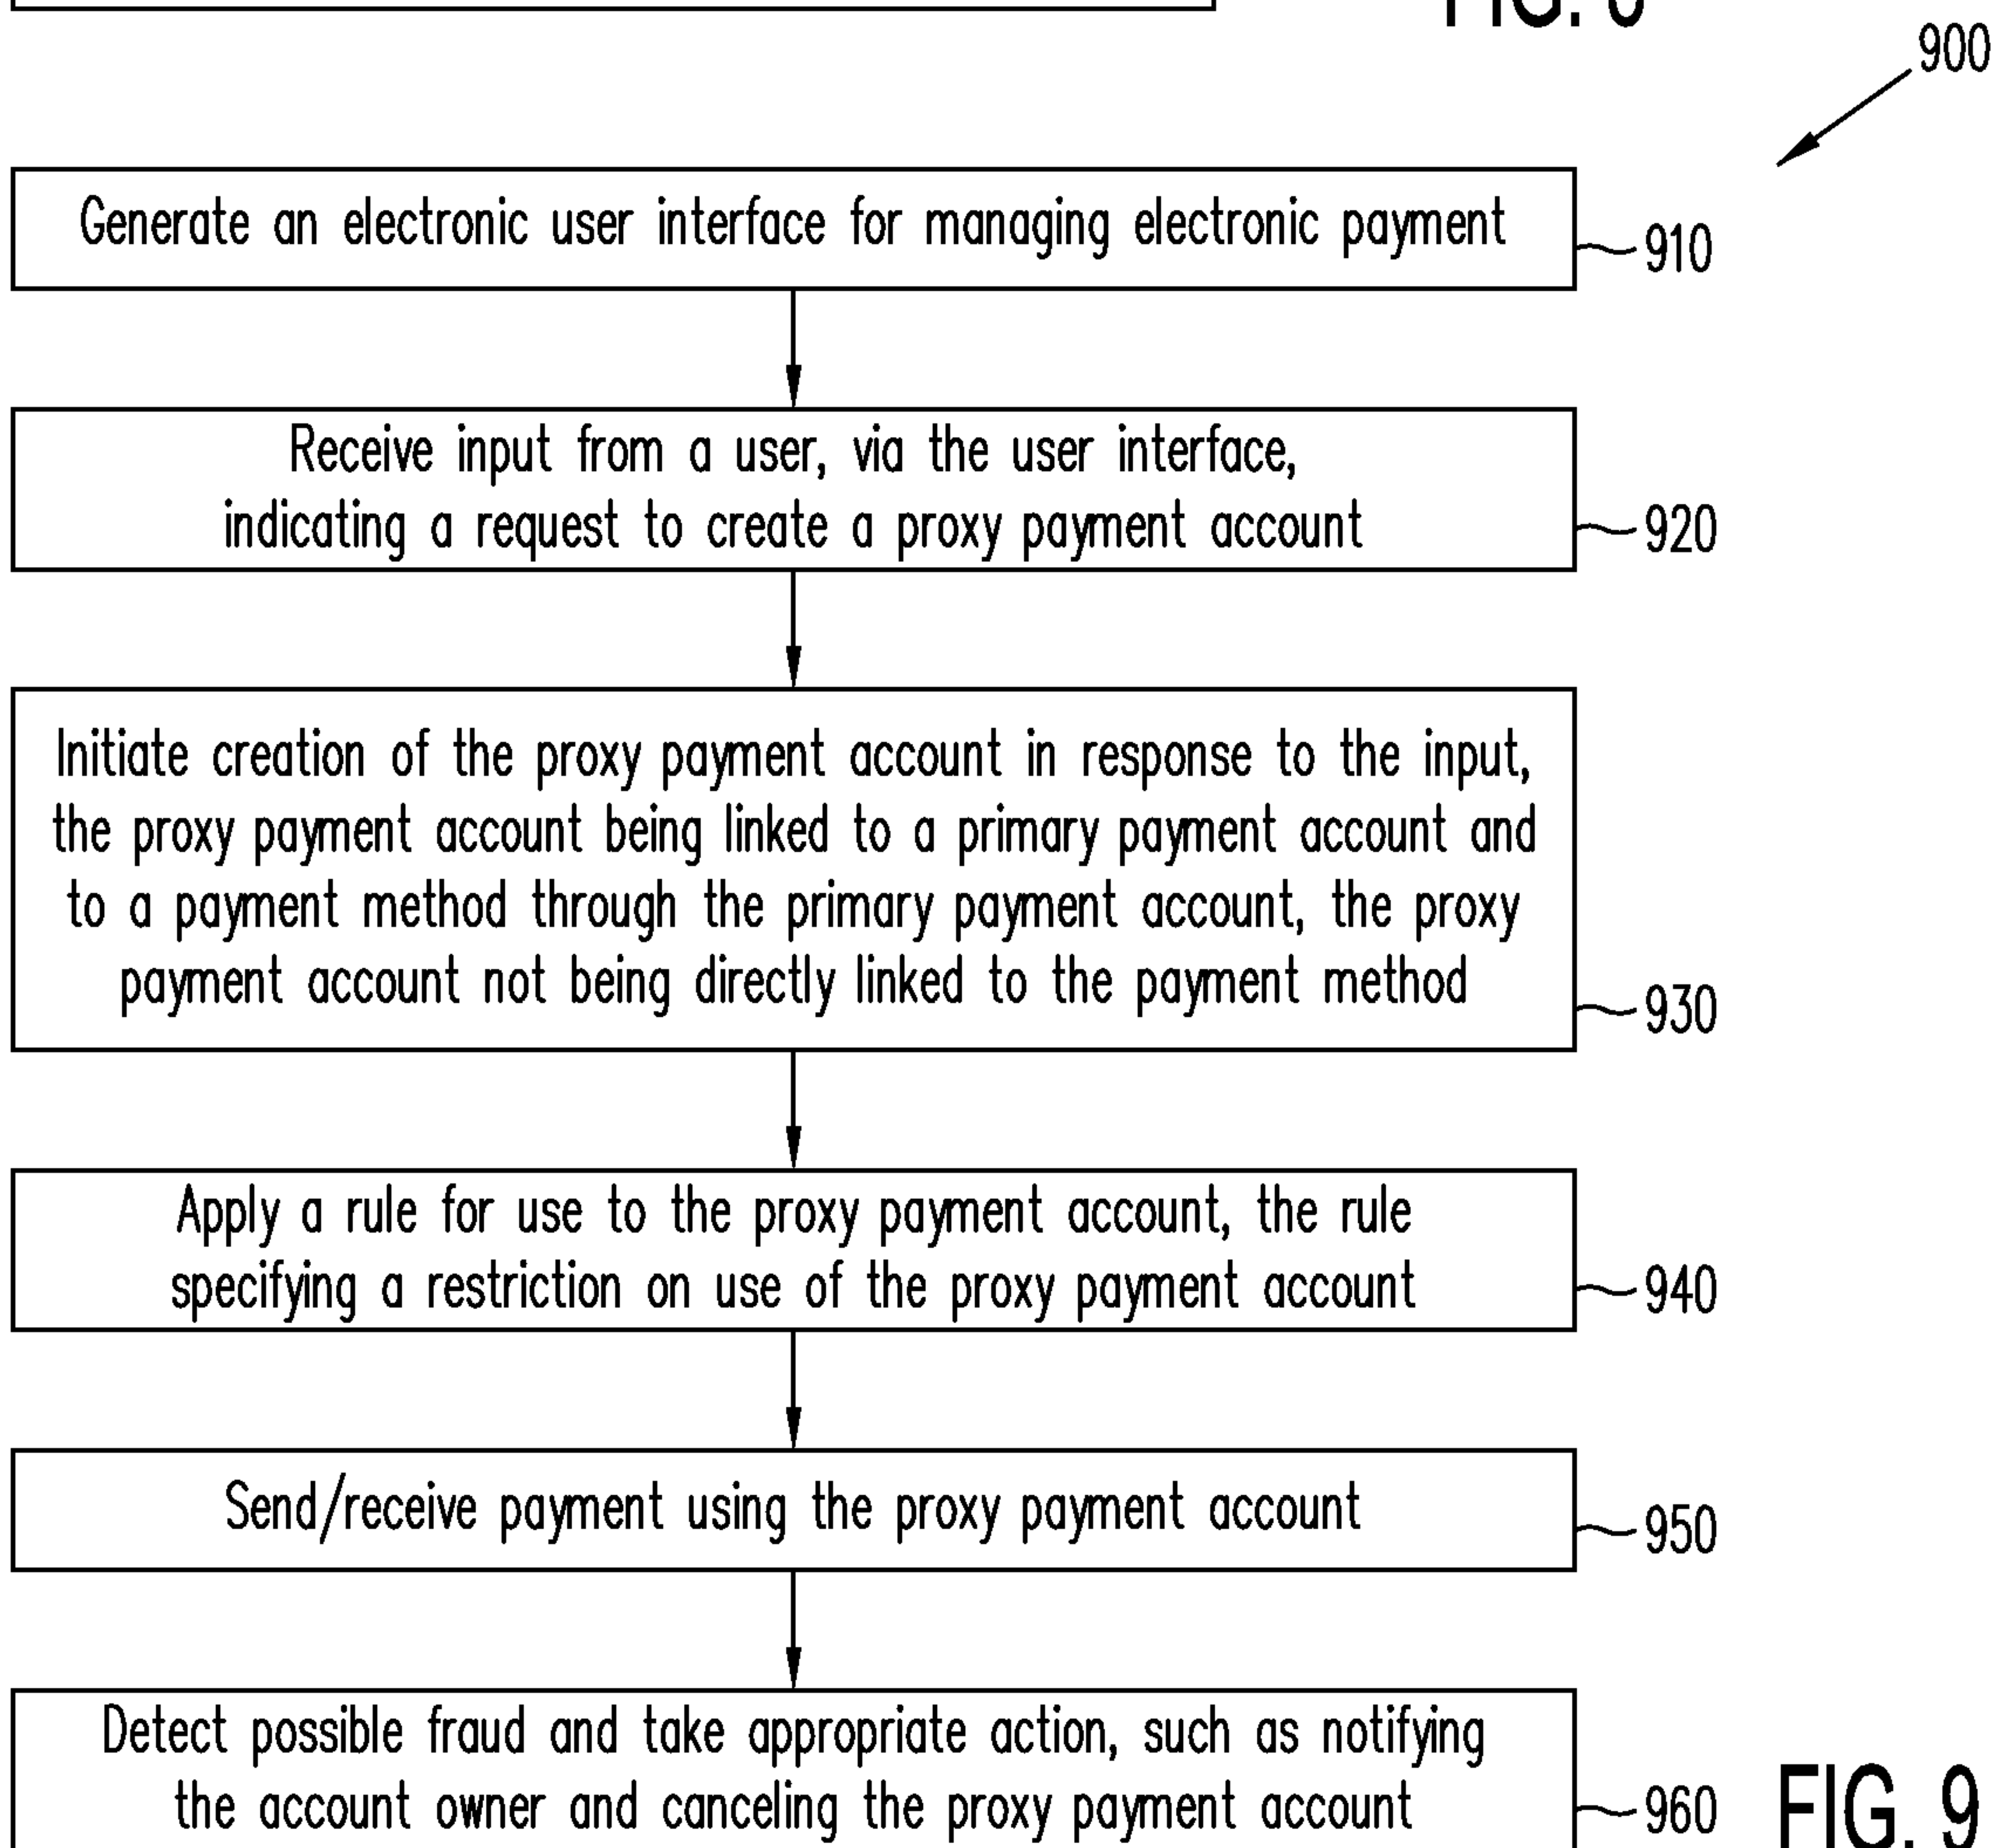 FIG. 8
900
Generate an electronic user interface for managing electronic payment
910
Receive input from a user, via the user interface,
indicating a request to create a proxy payment account
920
Initiate creation of the proxy payment account in response to the input,
the proxy payment account being linked to a primary payment account and
to a payment method through the primary payment account, the proxy
payment account not being directly linked to the payment method
930
Apply a rule for use to the proxy payment account, the rule
specifying a restriction on use of the proxy payment account
940
Send/receive payment using the proxy payment account
950
Detect possible fraud and take appropriate action, such as notifying
the account owner and canceling the proxy payment account
960
FIG. 9